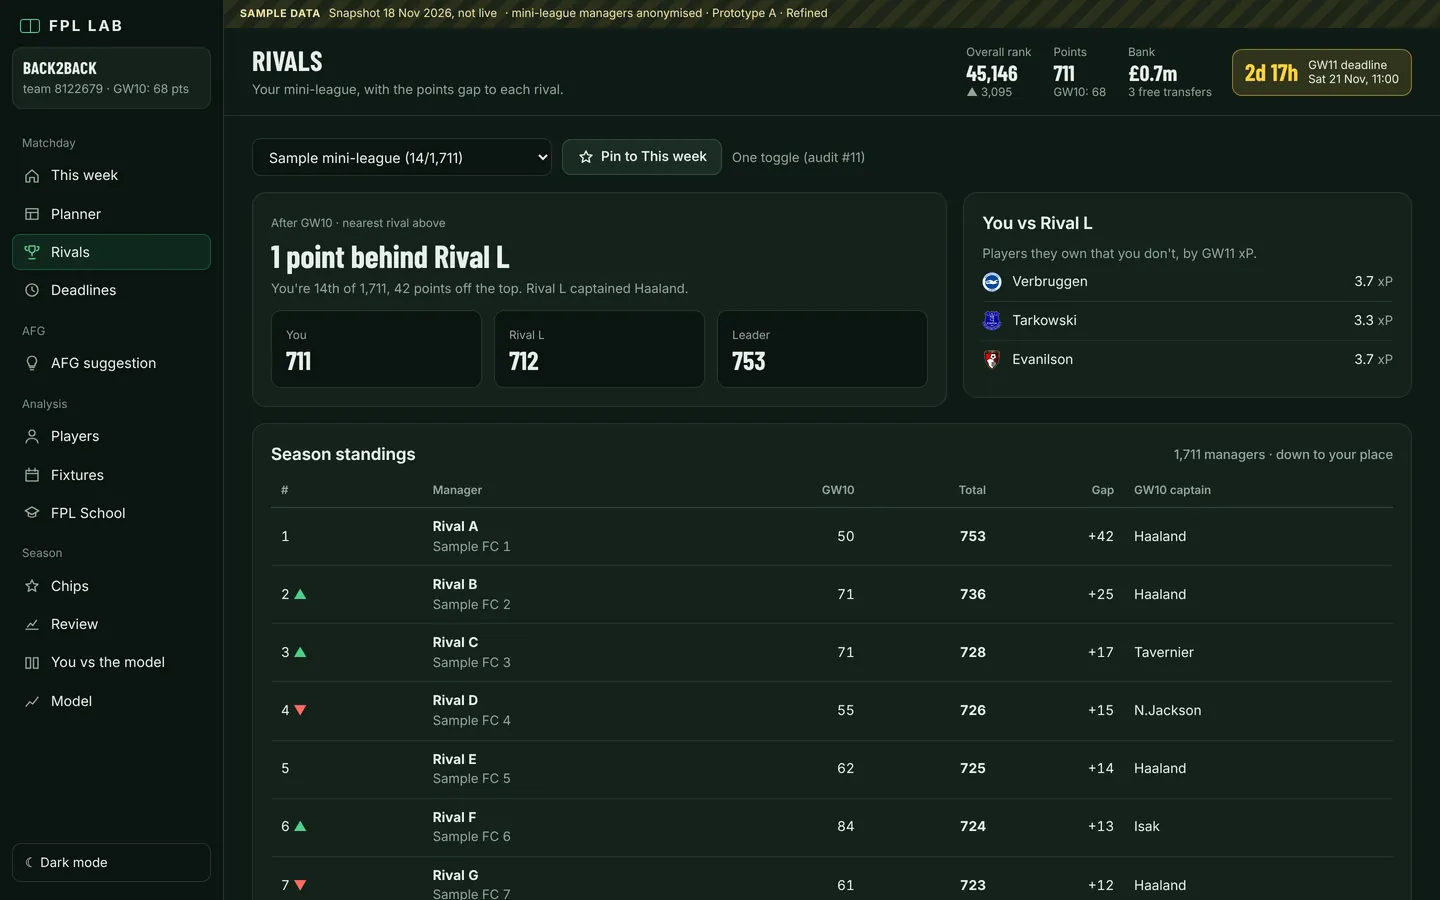 FPL LAB
BACK2BACK
team 8122679 · GW10: 68 pts
Matchday
This week
Planner
Rivals
Deadlines
AFG
AFG suggestion
Analysis
Players
Fixtures
FPL School
Season
Chips
Review
You vs the model
Model
Dark mode
SAMPLE DATA Snapshot 18 Nov 2026, not live · mini-league managers anonymised · Prototype A · Refined
RIVALS
Your mini-league, with the points gap to each rival.
Overall rank
45,146
▲ 3,095
Points
711
GW10: 68
Bank
£0.7m
3 free transfers
2d 17h
GW11 deadline
Sat 21 Nov, 11:00
Sample mini-league (14/1,711)
Pin to This week
One toggle (audit #11)
After GW10 · nearest rival above
1 point behind Rival L
You're 14th of 1,711, 42 points off the top. Rival L captained Haaland.
You
711
Rival L
712
Leader
753
You vs Rival L
Players they own that you don't, by GW11 xP.
Verbruggen 3.7 xP
Tarkowski 3.3 xP
Evanilson 3.7 xP
Season standings
1,711 managers · down to your place
# Manager GW10 Total Gap GW10 captain
1 Rival A 50 753 +42 Haaland
Sample FC 1
2 ▲ Rival B 71 736 +25 Haaland
Sample FC 2
3 ▲ Rival C 71 728 +17 Tavernier
Sample FC 3
4 ▼ Rival D 55 726 +15 N.Jackson
Sample FC 4
5 Rival E 62 725 +14 Haaland
Sample FC 5
6 ▲ Rival F 84 724 +13 Isak
Sample FC 6
7 ▼ Rival G 61 723 +12 Haaland
Sample FC 7